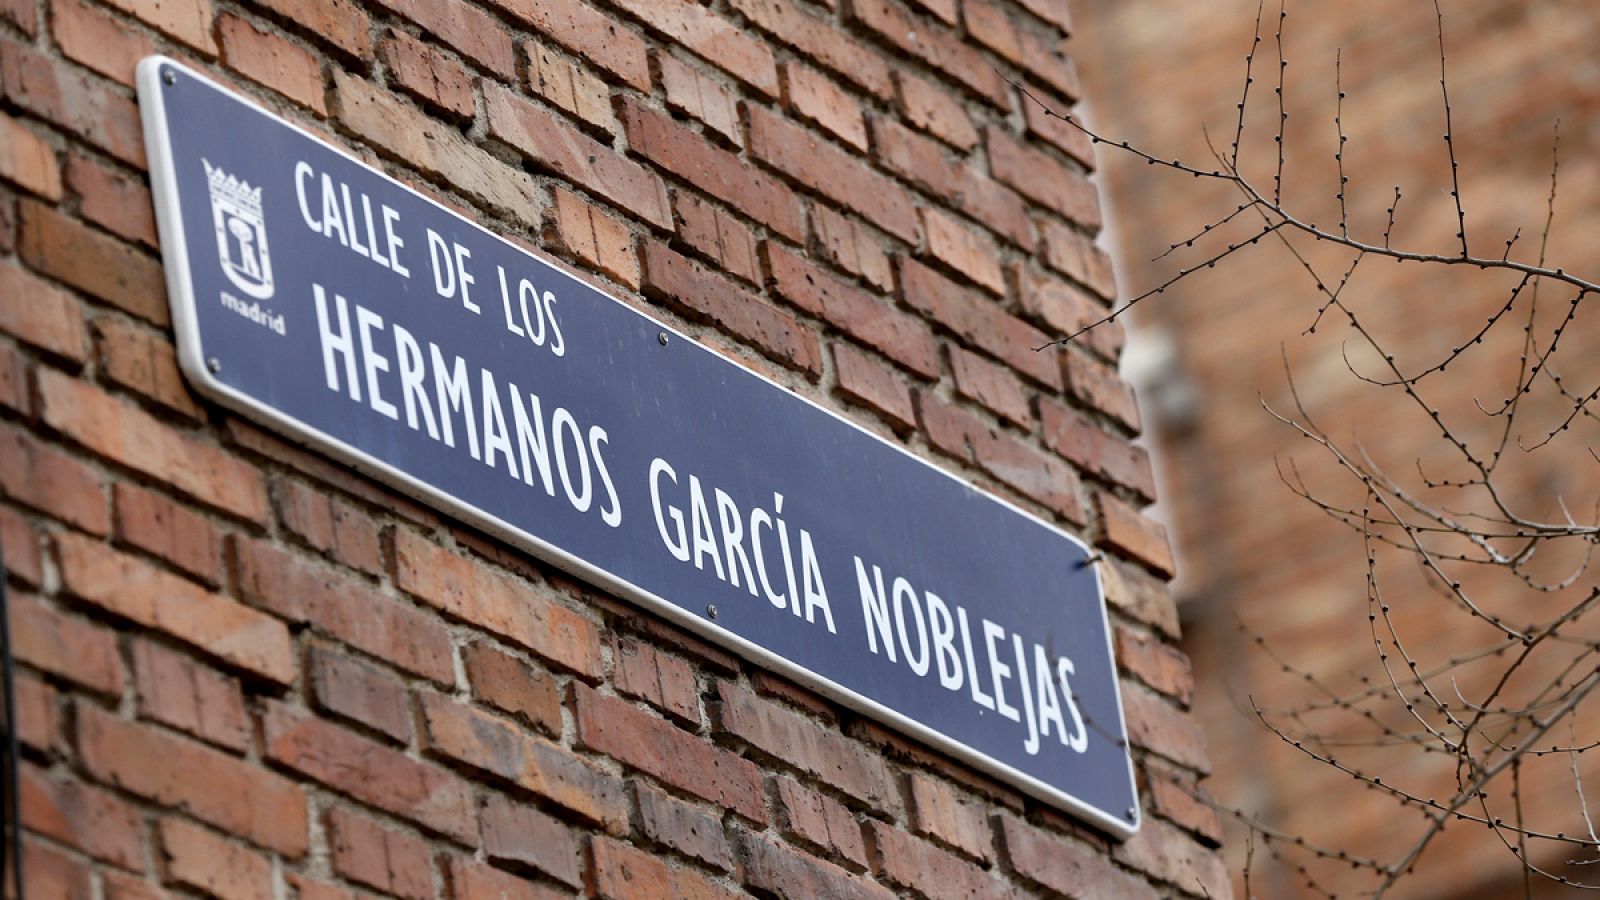 CALLE DE LOS
HERMANOS GARCÍA NOBLEJAS
madrid